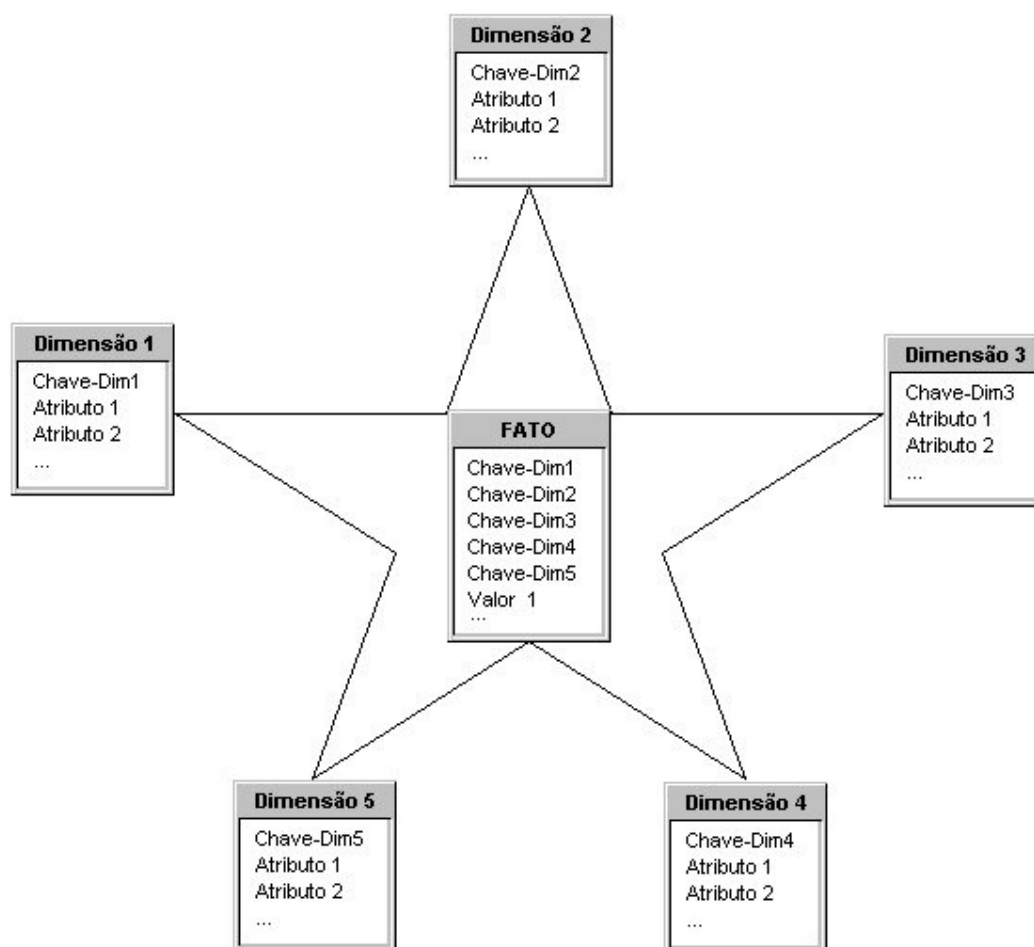 Dimensão 2
Chave-Dim2
Atributo 1
Atributo 2
...
Dimensão 1
Chave-Dim1
Atributo 1
Atributo 2
...
Dimensão 3
Chave-Dim3
Atributo 1
Atributo 2
...
FATO
Chave-Dim1
Chave-Dim2
Chave-Dim3
Chave-Dim4
Chave-Dim5
Valor 1
...
Dimensão 5
Chave-Dim5
Atributo 1
Atributo 2
...
Dimensão 4
Chave-Dim4
Atributo 1
Atributo 2
...